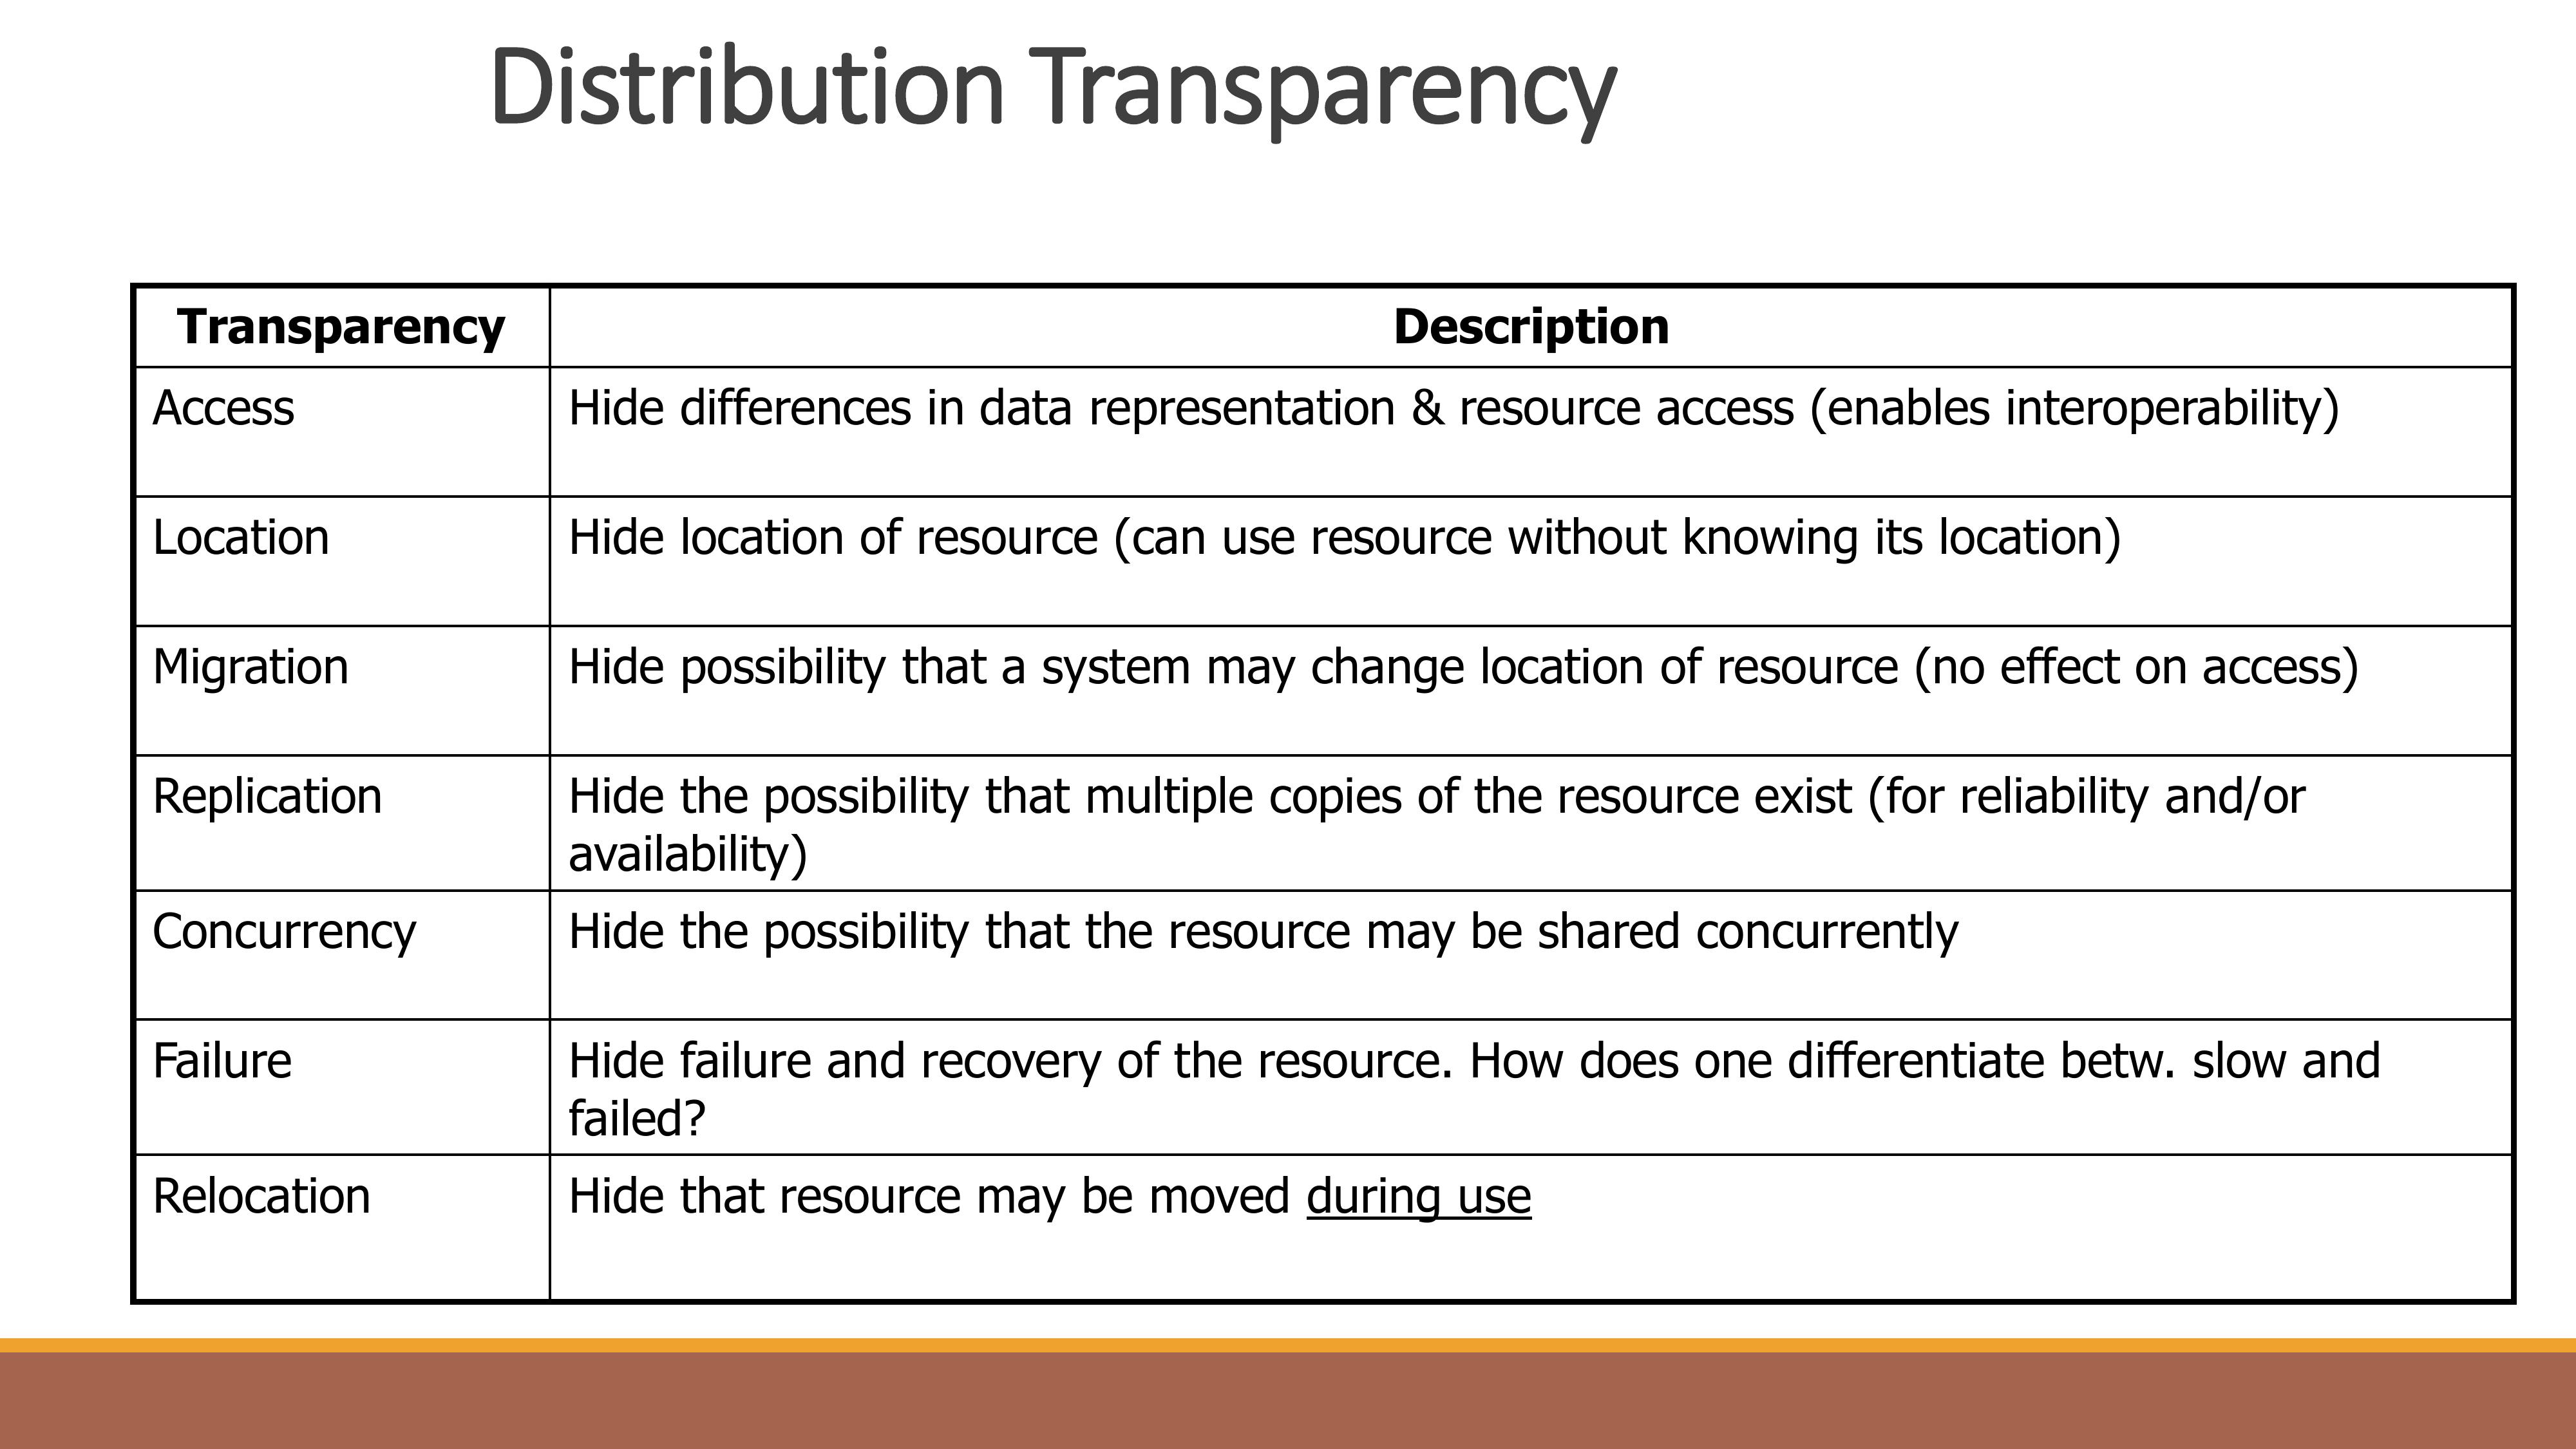 Distribution Transparency
Transparency Description
Access Hide differences in data representation & resource access (enables interoperability)
Location Hide location of resource (can use resource without knowing its location)
Migration Hide possibility that a system may change location of resource (no effect on access)
Replication Hide the possibility that multiple copies of the resource exist (for reliability and/or
availability)
Concurrency Hide the possibility that the resource may be shared concurrently
Failure Hide failure and recovery of the resource. How does one differentiate betw. slow and
failed?
Relocation Hide that resource may be moved during use